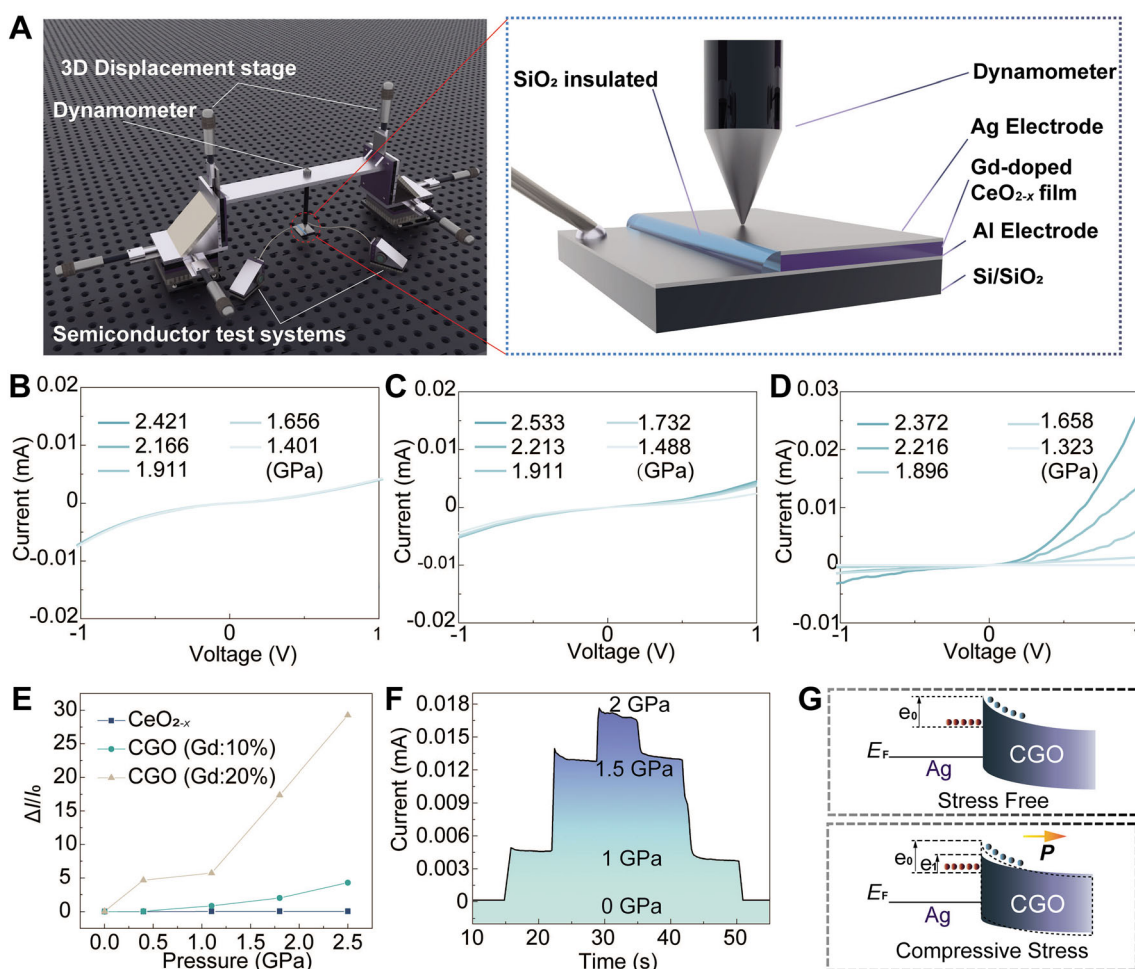 A
3D Displacement stage
Dynamometer
Semiconductor test systems
SiO₂ insulated
Dynamometer
Ag Electrode
Gd-doped
CeO₂₋ₓ film
Al Electrode
Si/SiO₂
B
Current (mA)
0.02
0.01
0
-0.01
-0.02
2.421
2.166
1.911
1.656
1.401
(GPa)
-1
0
1
Voltage (V)
C
Current (mA)
0.02
0.01
0
-0.01
-0.02
2.533
2.213
1.911
1.732
1.488
(GPa)
-1
0
1
Voltage (V)
D
Current (mA)
0.03
0.02
0.01
0
-0.01
2.372
2.216
1.896
1.658
1.323
(GPa)
-1
0
Voltage (V)
E
ΔI/I₀
30
25
20
15
10
5
0
CeO₂₋ₓ
CGO (Gd:10%)
CGO (Gd:20%)
0.0
0.5
1.0
1.5
2.0
2.5
Pressure (GPa)
F
Current (mA)
0.018
0.015
0.012
0.009
0.006
0.003
0
2 GPa
1.5 GPa
1 GPa
0 GPa
10
20
30
40
50
Time (s)
G
e₀
E_F
Ag
CGO
Stress Free
e₀
e₁
P
E_F
Ag
CGO
Compressive Stress